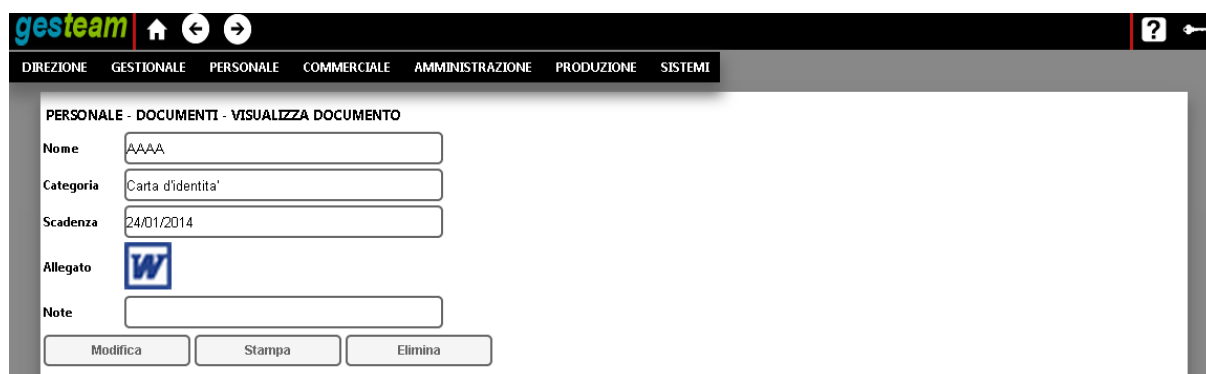 gesteam
?
DIREZIONE GESTIONALE PERSONALE COMMERCIALE AMMINISTRAZIONE PRODUZIONE SISTEMI
PERSONALE - DOCUMENTI - VISUALIZZA DOCUMENTO
Nome AAAA
Categoria Carta d'identita'
Scadenza 24/01/2014
Allegato W
Note
Modifica Stampa Elimina